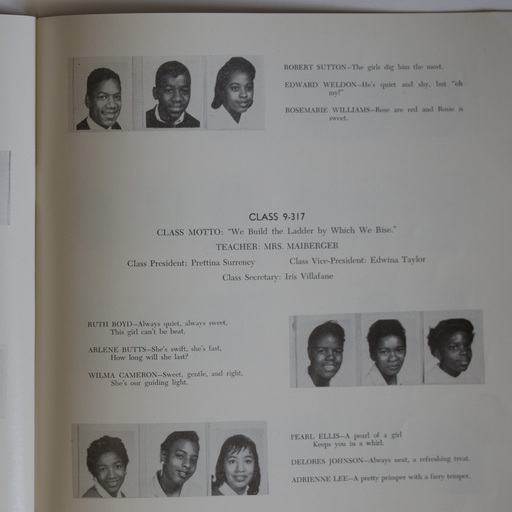 ROBERT SUTTON—The girls dig him the most.
EDWARD WELDON—He's quiet and shy, but "oh
my!"
ROSEMARIE WILLIAMS—Rose are red and Rosie is
sweet.
CLASS 9-317
CLASS MOTTO: "We Build the Ladder by Which We Rise."
TEACHER: MRS. MAIBERGER
Class President: Prettina Surrency Class Vice-President: Edwina Taylor
Class Secretary: Iris Villafane
RUTH BOYD—Always quiet, always sweet,
This girl can't be beat.
ARLENE BUTTS—She's swift, she's fast,
How long will she last?
WILMA CAMERON—Sweet, gentle, and right,
She's our guiding light.
PEARL ELLIS—A pearl of a girl
Keeps you in a whirl.
DELORES JOHNSON—Always neat, a refreshing treat.
ADRIENNE LEE—A pretty primper with a fiery temper.